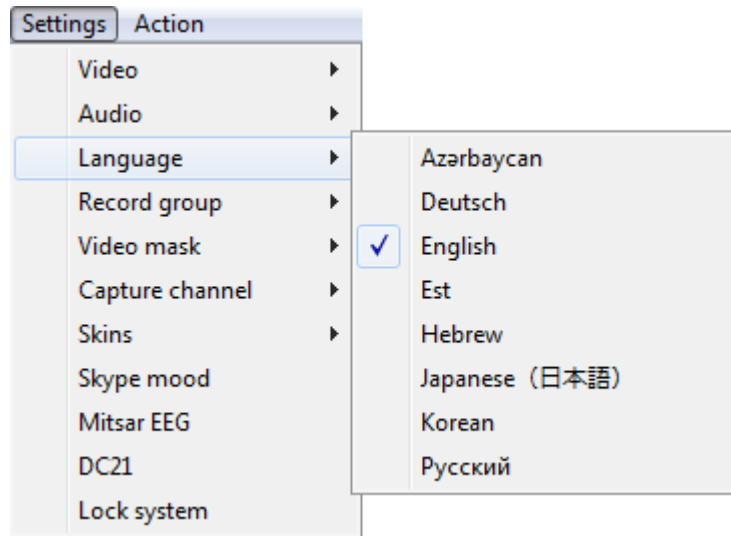 Settings Action
Video
Audio
Language
Record group
Video mask
Capture channel
Skins
Skype mood
Mitsar EEG
DC21
Lock system
Azərbaycan
Deutsch
English
Est
Hebrew
Japanese（日本語）
Korean
Русский